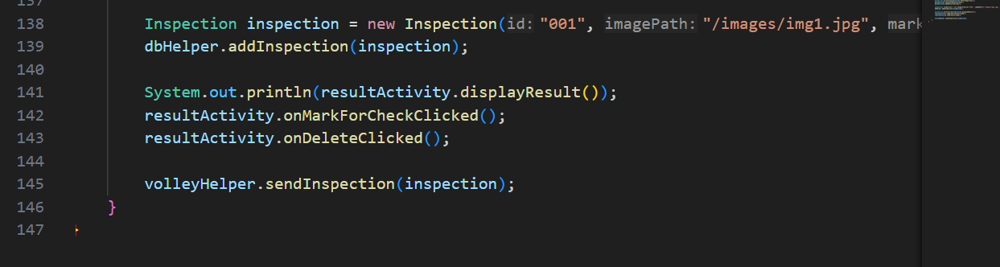 137
138 Inspection inspection = new Inspection(id: "001", imagePath: "/images/img1.jpg", mark
139 dbHelper.addInspection(inspection);
140
141 System.out.println(resultActivity.displayResult());
142 resultActivity.onMarkForCheckClicked();
143 resultActivity.onDeleteClicked();
144
145 volleyHelper.sendInspection(inspection);
146 }
147